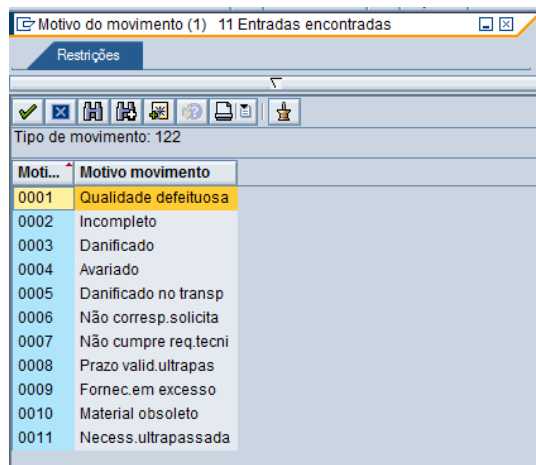 Motivo do movimento (1) 11 Entradas encontradas
Restrições
Tipo de movimento: 122
Moti... Motivo movimento
0001 Qualidade defeituosa
0002 Incompleto
0003 Danificado
0004 Avariado
0005 Danificado no transp
0006 Não corresp.solicita
0007 Não cumpre req.tecni
0008 Prazo valid.ultrapas
0009 Fornec.em excesso
0010 Material obsoleto
0011 Necess.ultrapassada